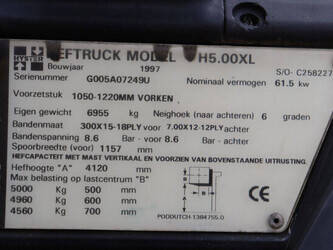 HYSTER EFTRUCK MODEL H5.00XL
Bouwjaar 1997 S/O- C258227
Serienummer G005A07249U Nominaal vermogen 61.5 kw
Voorzetstuk 1050-1220MM VORKEN
Eigen gewicht 6955 kg Neighoek (naar achteren) 6 graden
Bandenmaat 300X15-18PLY voor 7.00X12-12PLY achter
Bandenspanning 8.6 Bar - voor 8.6 Bar - achter
Spoorbreedte (voor) 1157 mm
HEFCAPACITEIT MET MAST VERTICAAL EN VOORZIEN VAN BOVENSTAANDE UITRUSTING.
Hefhoogte "A" 4120 mm
Max belasting op lastcentrum "B"
5000 Kg 500 mm
4960 Kg 600 mm
4560 Kg 700 mm
PODDUTCH-1384755.0
CE